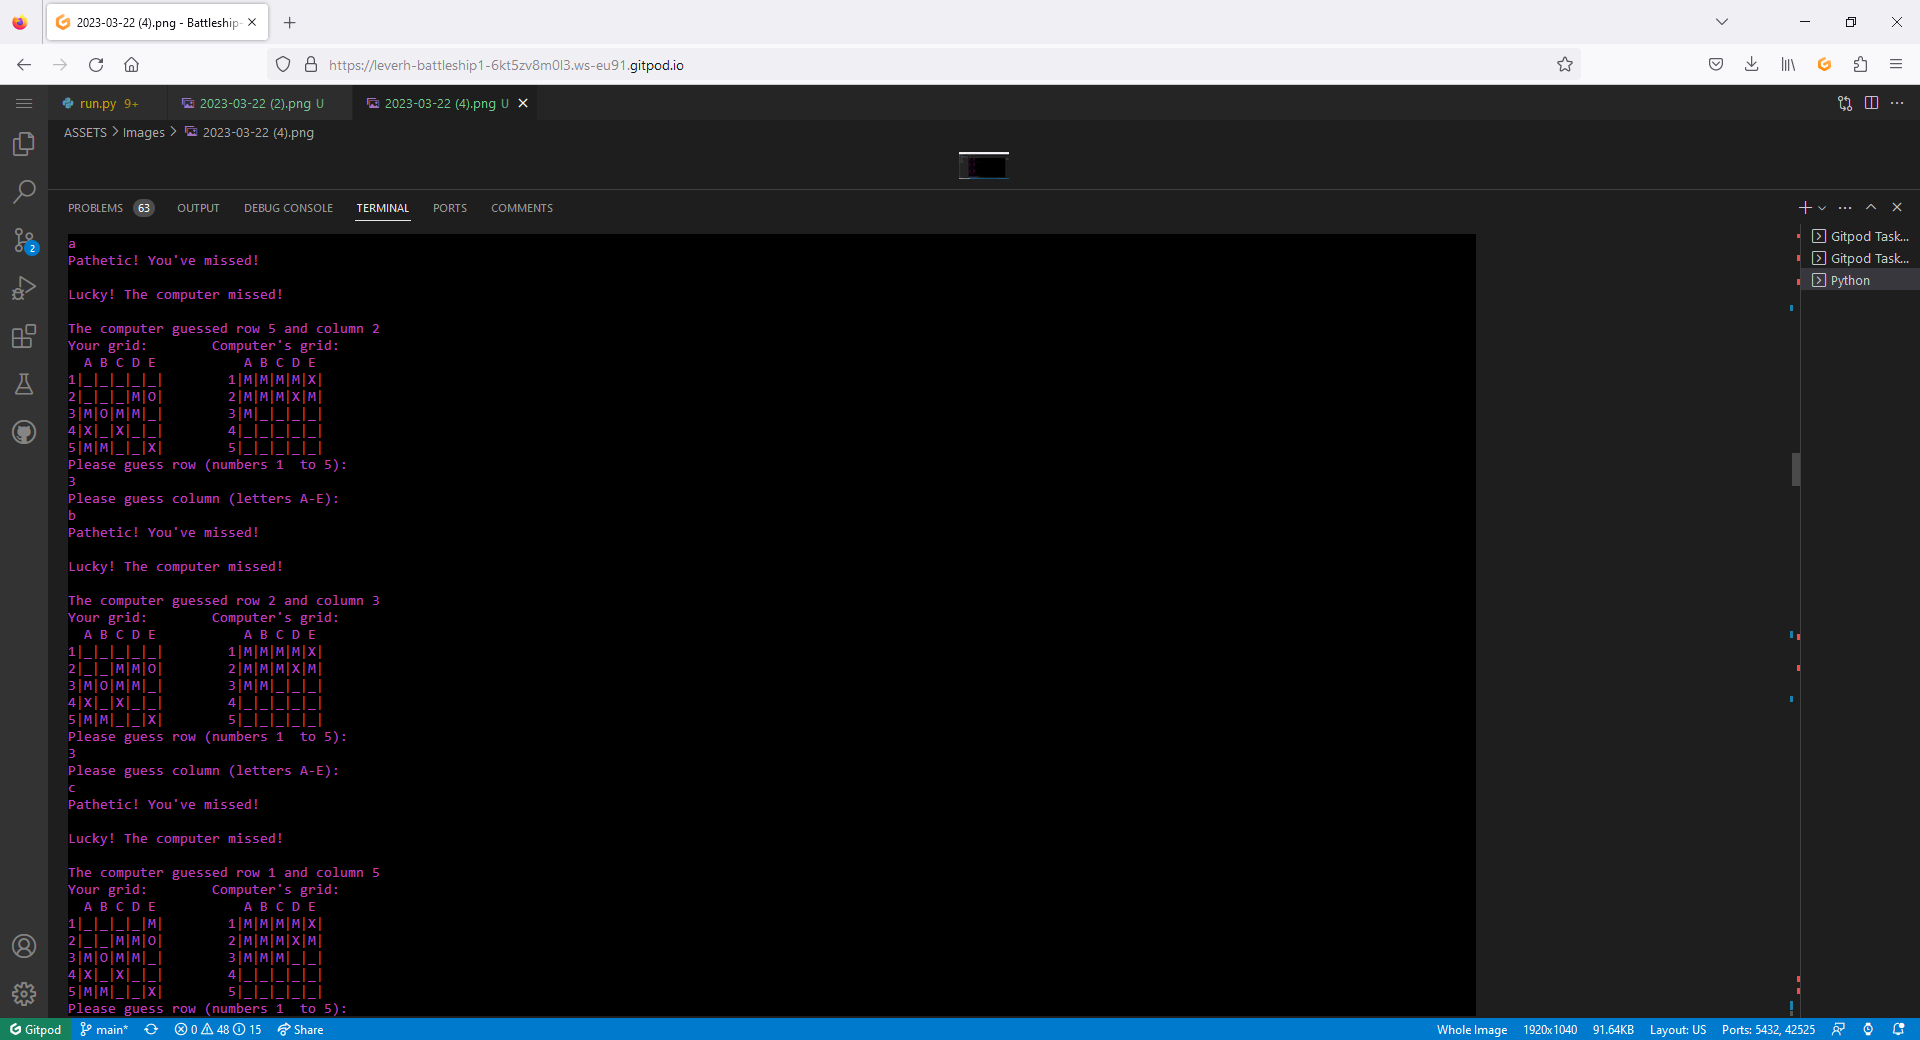 2023-03-22 (4).png - Battleship-
https://leverh-battleship1-6kt5zv8m0l3.ws-eu91.gitpod.io
run.py 9+
2023-03-22 (2).png U
2023-03-22 (4).png U
ASSETS > Images > 2023-03-22 (4).png
PROBLEMS 63 OUTPUT DEBUG CONSOLE TERMINAL PORTS COMMENTS
Gitpod Task...
Gitpod Task...
Python
2
a
Pathetic! You've missed!
Lucky! The computer missed!
The computer guessed row 5 and column 2
Your grid:        Computer's grid:
  A B C D E           A B C D E
1|_|_|_|_|_|        1|M|M|M|M|X|
2|_|_|_|M|O|        2|M|M|M|X|M|
3|M|O|M|M|_|        3|M|_|_|_|_|
4|X|_|X|_|_|        4|_|_|_|_|_|
5|M|M|_|_|X|        5|_|_|_|_|_|
Please guess row (numbers 1  to 5):
3
Please guess column (letters A-E):
b
Pathetic! You've missed!
Lucky! The computer missed!
The computer guessed row 2 and column 3
Your grid:        Computer's grid:
  A B C D E           A B C D E
1|_|_|_|_|_|        1|M|M|M|M|X|
2|_|_|M|M|O|        2|M|M|M|X|M|
3|M|O|M|M|_|        3|M|M|_|_|_|
4|X|_|X|_|_|        4|_|_|_|_|_|
5|M|M|_|_|X|        5|_|_|_|_|_|
Please guess row (numbers 1  to 5):
3
Please guess column (letters A-E):
c
Pathetic! You've missed!
Lucky! The computer missed!
The computer guessed row 1 and column 5
Your grid:        Computer's grid:
  A B C D E           A B C D E
1|_|_|_|_|M|        1|M|M|M|M|X|
2|_|_|M|M|O|        2|M|M|M|X|M|
3|M|O|M|M|_|        3|M|M|M|_|_|
4|X|_|X|_|_|        4|_|_|_|_|_|
5|M|M|_|_|X|        5|_|_|_|_|_|
Please guess row (numbers 1  to 5):
Gitpod main* 0 48 15 Share Whole Image 1920x1040 91.64KB Layout: US Ports: 5432, 42525